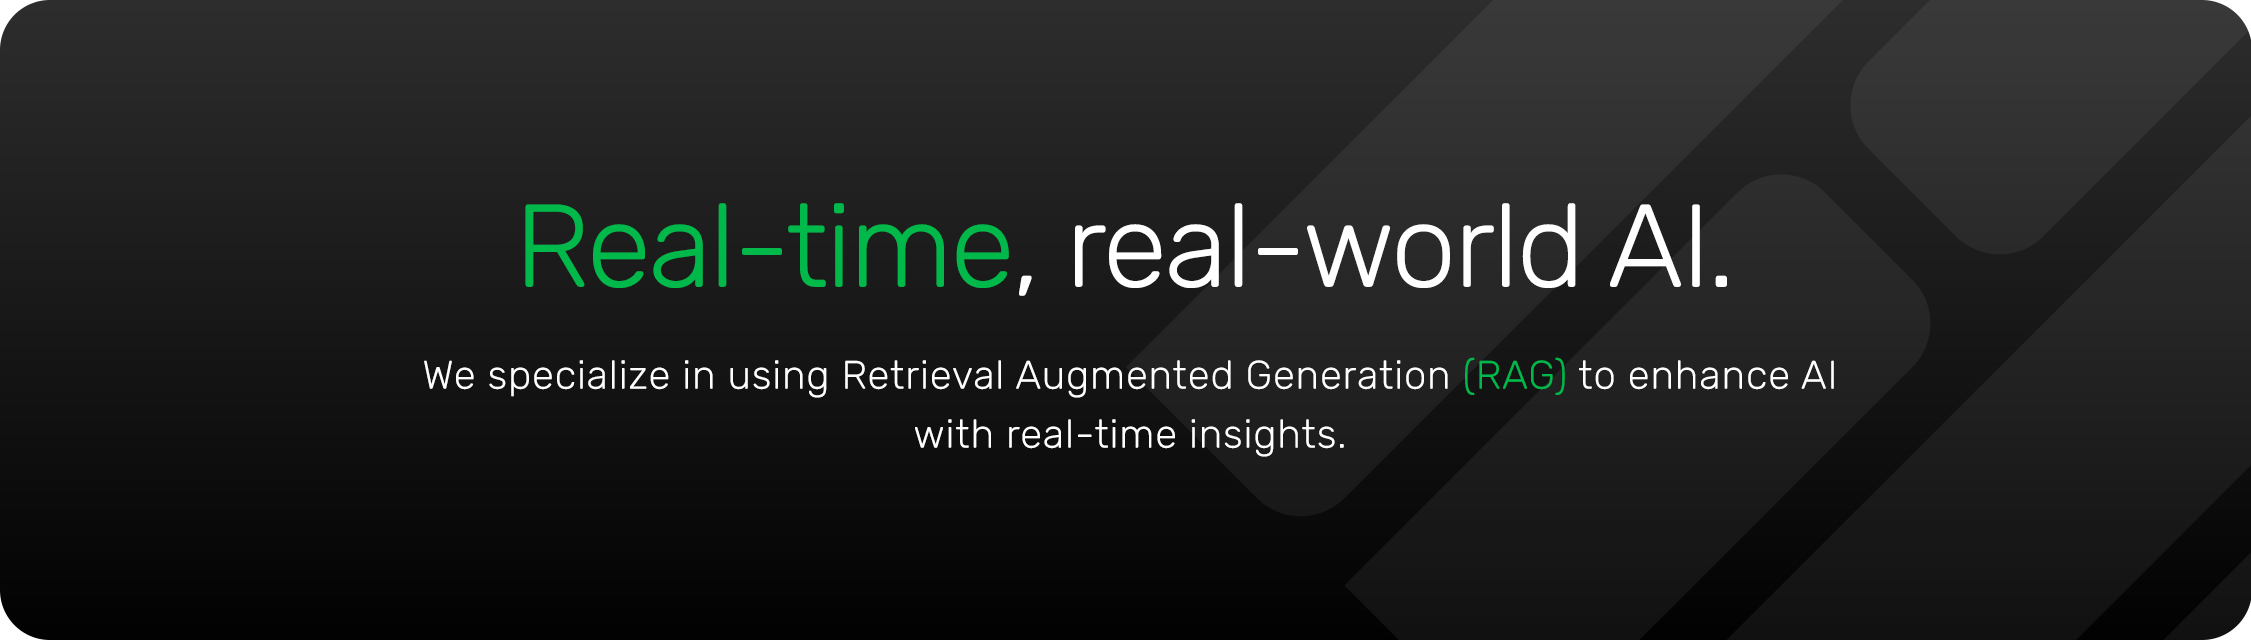 Real-time, real-world AI.
We specialize in using Retrieval Augmented Generation (RAG) to enhance AI
with real-time insights.